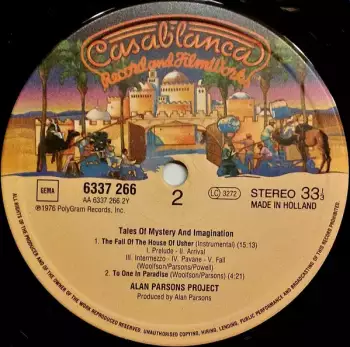 Casablanca
Record and FilmWorks
GEMA
6337 266
AA 6337 266 2Y
℗1976 PolyGram Records, Inc.
2
LC 3272
STEREO 33 1/3
MADE IN HOLLAND
Tales Of Mystery And Imagination
1. The Fall Of The House Of Usher (Instrumental) (15:13)
I. Prelude - II. Arrival
III. Intermezzo - IV. Pavane - V. Fall
(Woolfson/Parsons/Powell)
2. To One In Paradise (Woolfson/Parsons) (4:21)
ALAN PARSONS PROJECT
Produced by Alan Parsons
ALL RIGHTS OF THE PRODUCER AND OF THE OWNER OF THE WORK REPRODUCED RESERVED. UNAUTHORISED COPYING, HIRING, LENDING, PUBLIC PERFORMANCE AND BROADCASTING OF THIS RECORD PROHIBITED